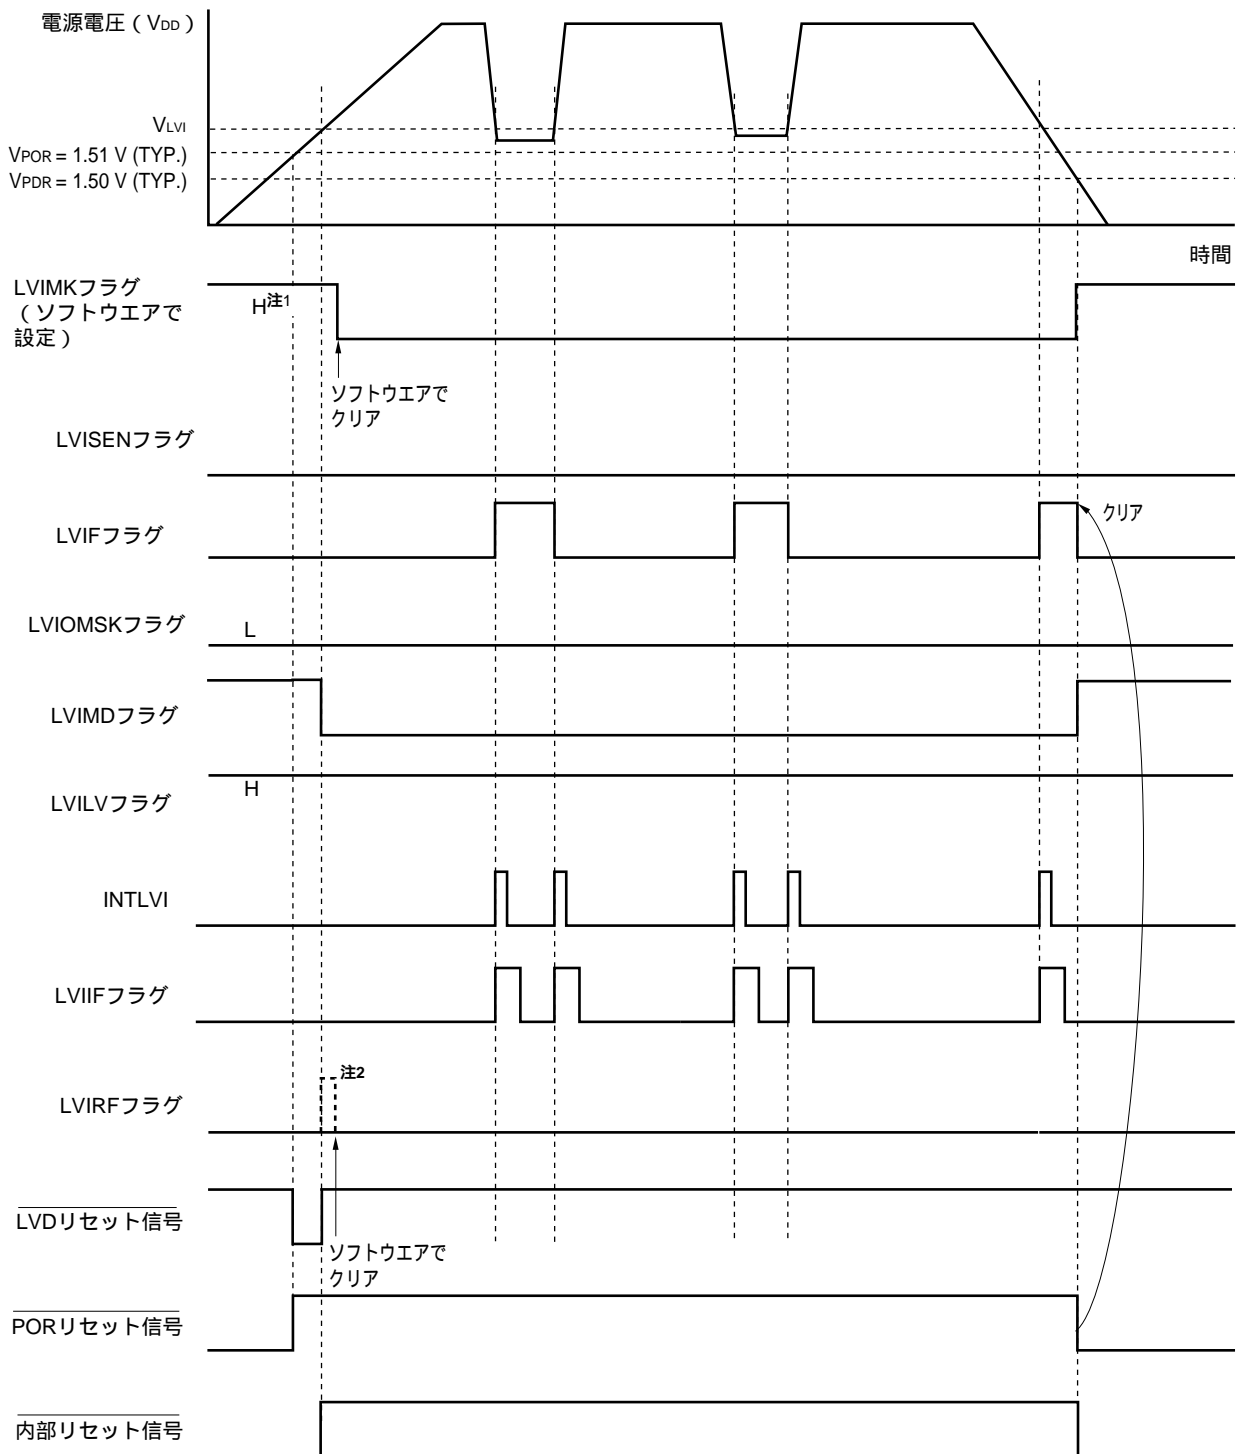 電源電圧（VDD）
VLVI
VPOR = 1.51 V (TYP.)
VPDR = 1.50 V (TYP.)
時間
LVIMKフラグ
（ソフトウエアで
設定）
H注1
ソフトウエアで
クリア
LVISENフラグ
LVIFフラグ
クリア
LVIOMSKフラグ
L
LVIMDフラグ
LVILVフラグ
H
INTLVI
LVIIFフラグ
注2
LVIRFフラグ
LVDリセット信号
ソフトウエアで
クリア
PORリセット信号
内部リセット信号